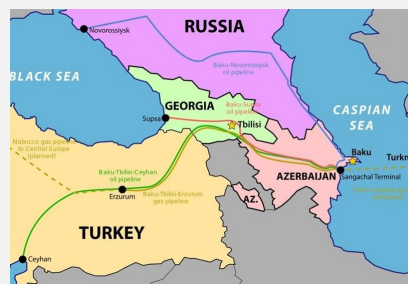 RUSSIA
Novorossiysk
Baku-Novorossiysk oil
pipeline
BLACK SEA
GEORGIA
Baku-Supsa
oil pipeline
CASPIAN
SEA
Supsa
Tbilisi
Nabucco gas pipeline
to Central Europe
(planned)
Baku
Turkm
Baku-Tbilisi-Ceyhan
oil pipeline
AZERBAIJAN
Sangachal Terminal
Erzurum
Baku-Tbilisi-Erzurum
gas pipeline
AZ.
TURKEY
Ceyhan